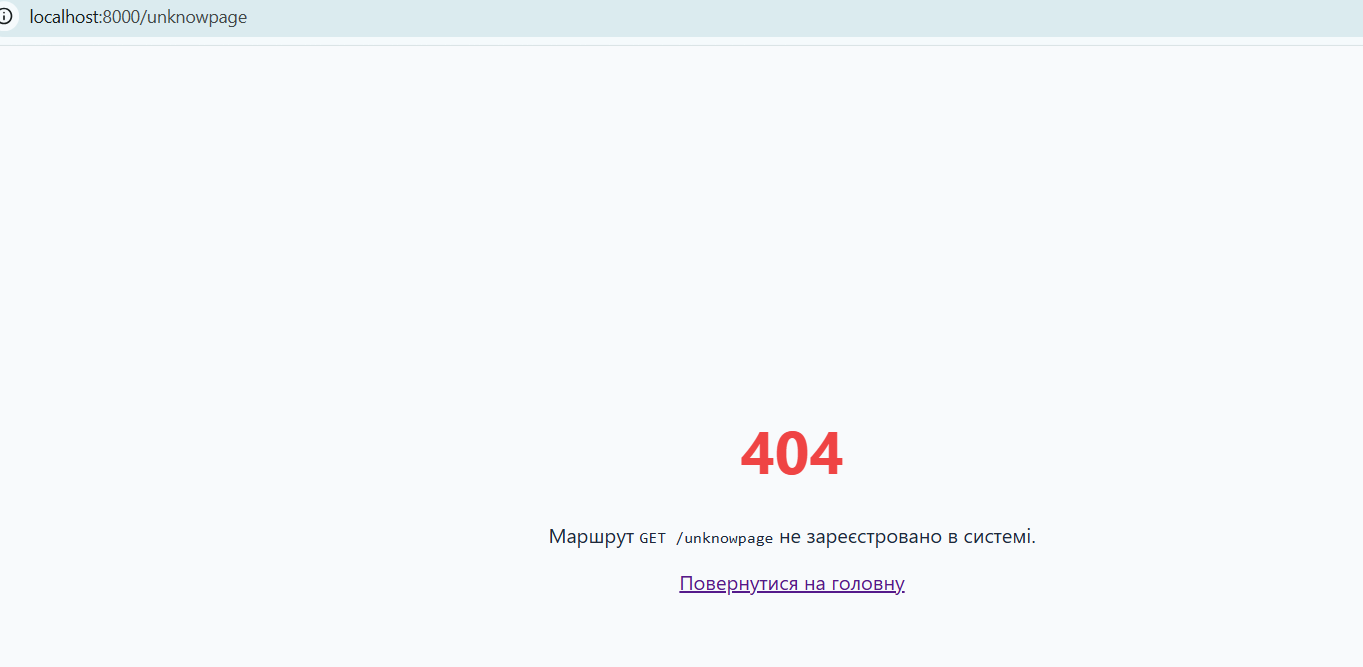 localhost:8000/unknowpage
404
Маршрут GET /unknowpage не зареєстровано в системі.
Повернутися на головну